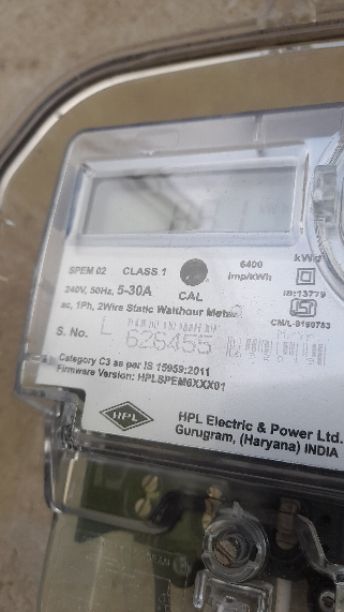 SPEM 02 CLASS 1 6400 kWh
240V, 50Hz, 5-30A CAL imp/kWh
ac, 1Ph, 2Wire Static Watthour Meter IS:13779
S. No. L 626455
Category C3 as per IS 15959:2011
Firmware Version: HPLSPEM6XXX01
HPL
HPL Electric & Power Ltd.
Gurugram, (Haryana) INDIA